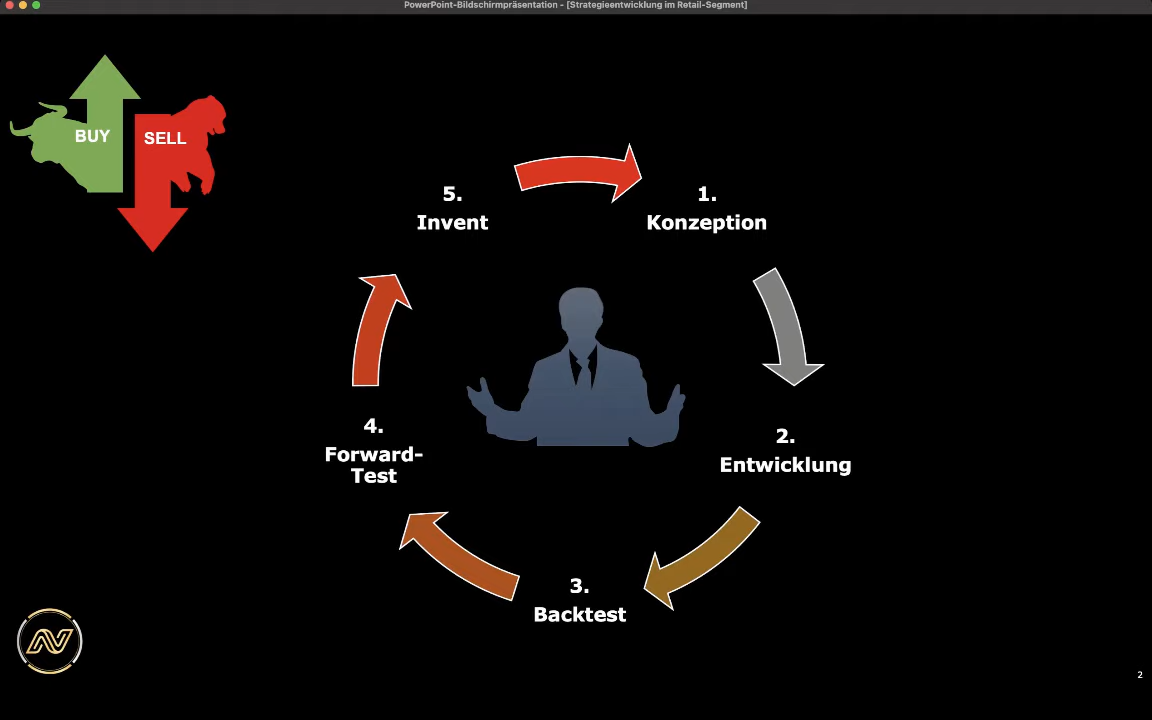 PowerPoint-Bildschirmpräsentation - [Strategieentwicklung im Retail-Segment]
BUY
SELL
5.
Invent
1.
Konzeption
4.
Forward-
Test
2.
Entwicklung
3.
Backtest
2